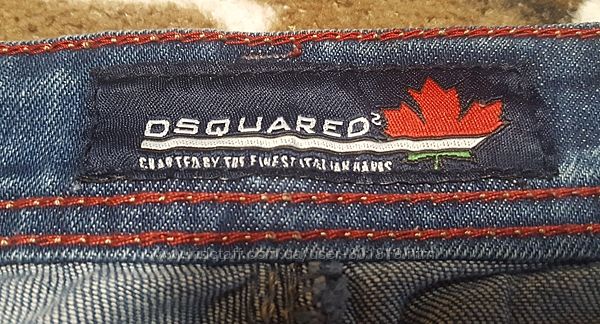 DSQUARED²
CRAFTED BY THE FINEST ITALIAN HANDS